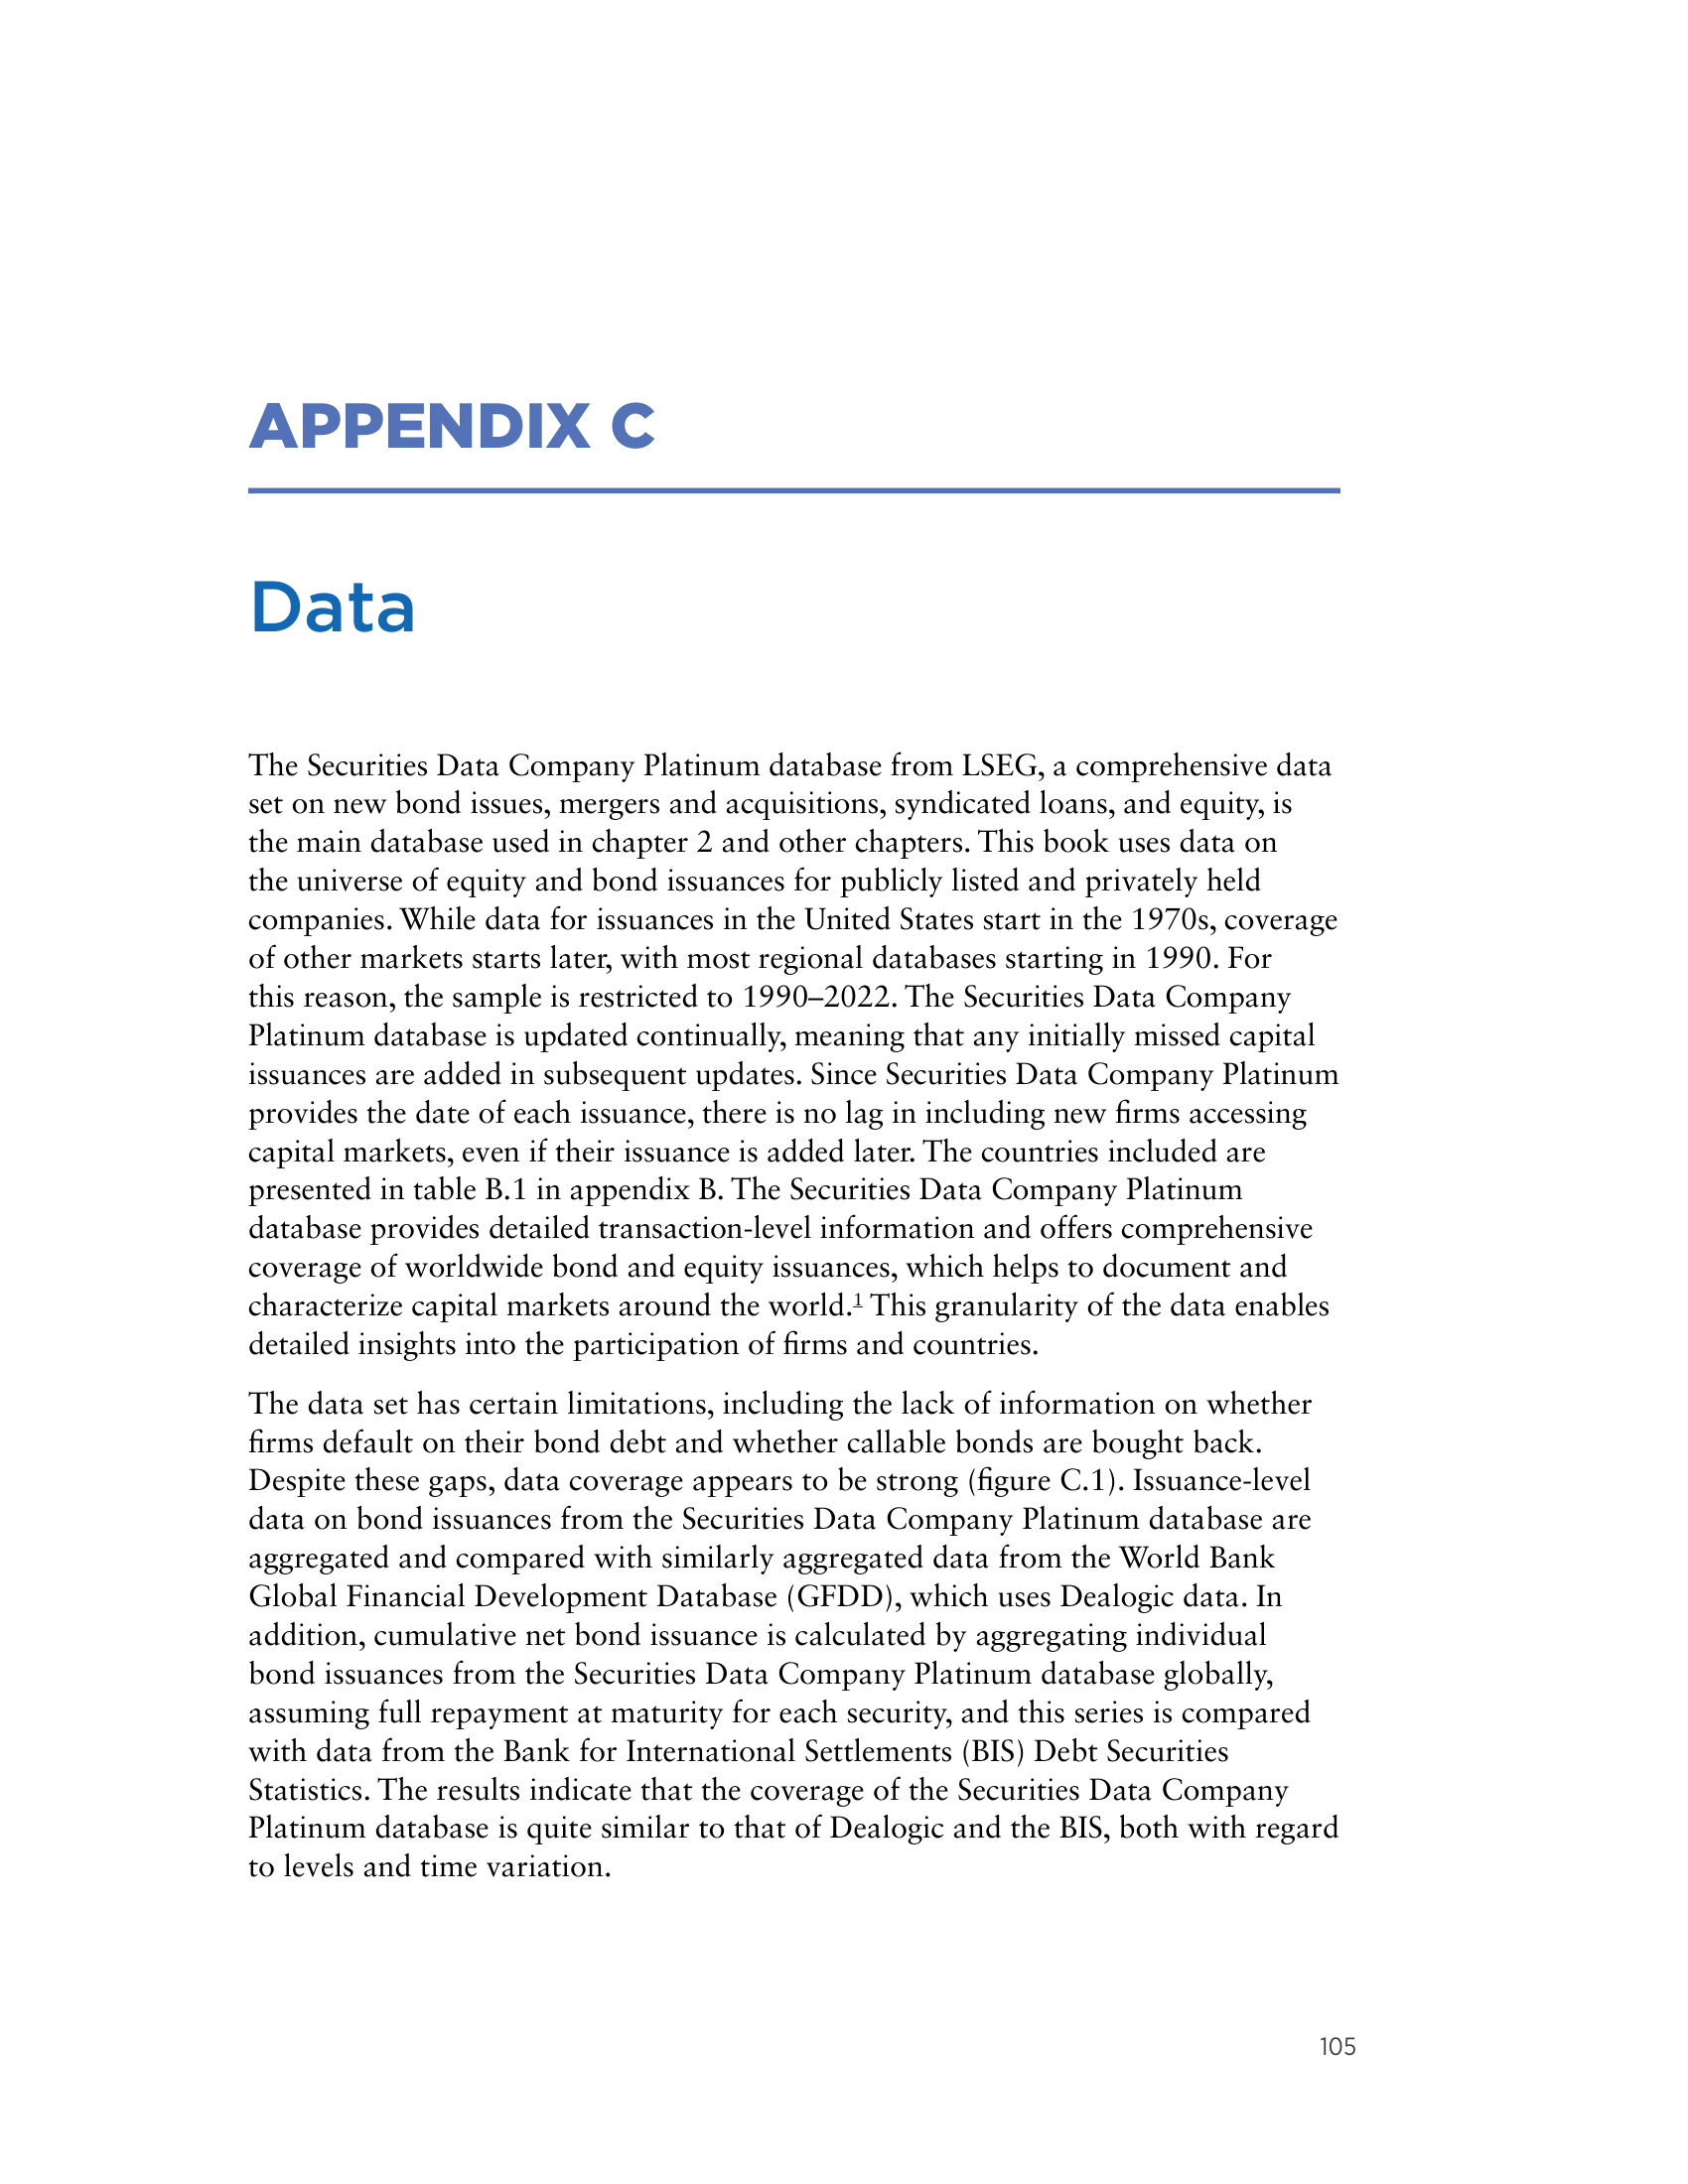 APPENDIX C
Data
The Securities Data Company Platinum database from LSEG, a comprehensive data
set on new bond issues, mergers and acquisitions, syndicated loans, and equity, is
the main database used in chapter 2 and other chapters. This book uses data on
the universe of equity and bond issuances for publicly listed and privately held
companies. While data for issuances in the United States start in the 1970s, coverage
of other markets starts later, with most regional databases starting in 1990. For
this reason, the sample is restricted to 1990–2022. The Securities Data Company
Platinum database is updated continually, meaning that any initially missed capital
issuances are added in subsequent updates. Since Securities Data Company Platinum
provides the date of each issuance, there is no lag in including new firms accessing
capital markets, even if their issuance is added later. The countries included are
presented in table B.1 in appendix B. The Securities Data Company Platinum
database provides detailed transaction-level information and offers comprehensive
coverage of worldwide bond and equity issuances, which helps to document and
characterize capital markets around the world.1 This granularity of the data enables
detailed insights into the participation of firms and countries.
The data set has certain limitations, including the lack of information on whether
firms default on their bond debt and whether callable bonds are bought back.
Despite these gaps, data coverage appears to be strong (figure C.1). Issuance-level
data on bond issuances from the Securities Data Company Platinum database are
aggregated and compared with similarly aggregated data from the World Bank
Global Financial Development Database (GFDD), which uses Dealogic data. In
addition, cumulative net bond issuance is calculated by aggregating individual
bond issuances from the Securities Data Company Platinum database globally,
assuming full repayment at maturity for each security, and this series is compared
with data from the Bank for International Settlements (BIS) Debt Securities
Statistics. The results indicate that the coverage of the Securities Data Company
Platinum database is quite similar to that of Dealogic and the BIS, both with regard
to levels and time variation.
105